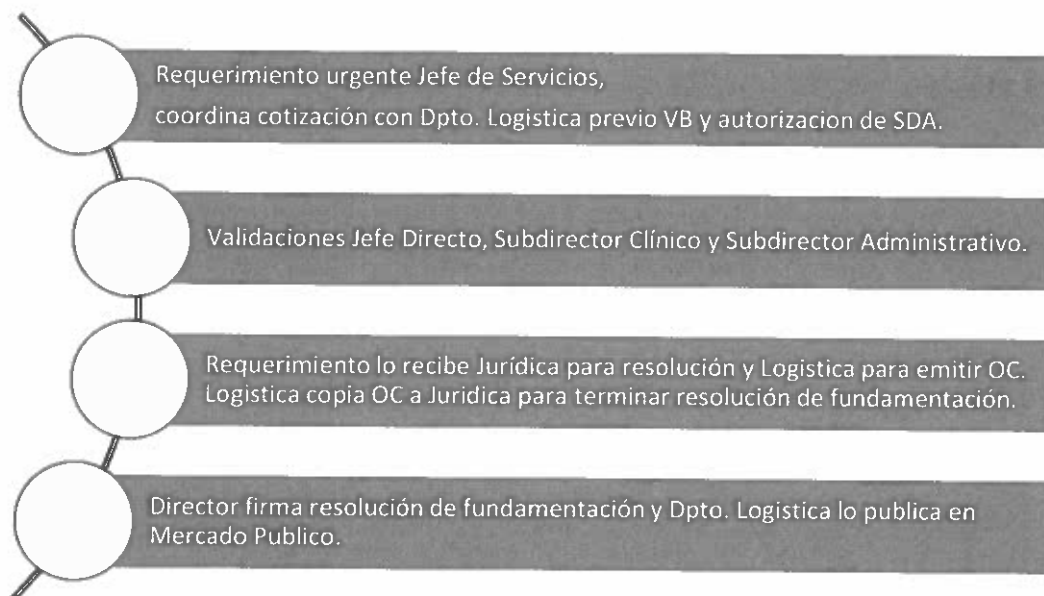 Requerimiento urgente Jefe de Servicios,
coordina cotización con Dpto. Logistica previo VB y autorizacion de SDA.
Validaciones Jefe Directo, Subdirector Clínico y Subdirector Administrativo.
Requerimiento lo recibe Jurídica para resolución y Logistica para emitir OC.
Logistica copia OC a Juridica para terminar resolución de fundamentación.
Director firma resolución de fundamentación y Dpto. Logistica lo publica en
Mercado Publico.